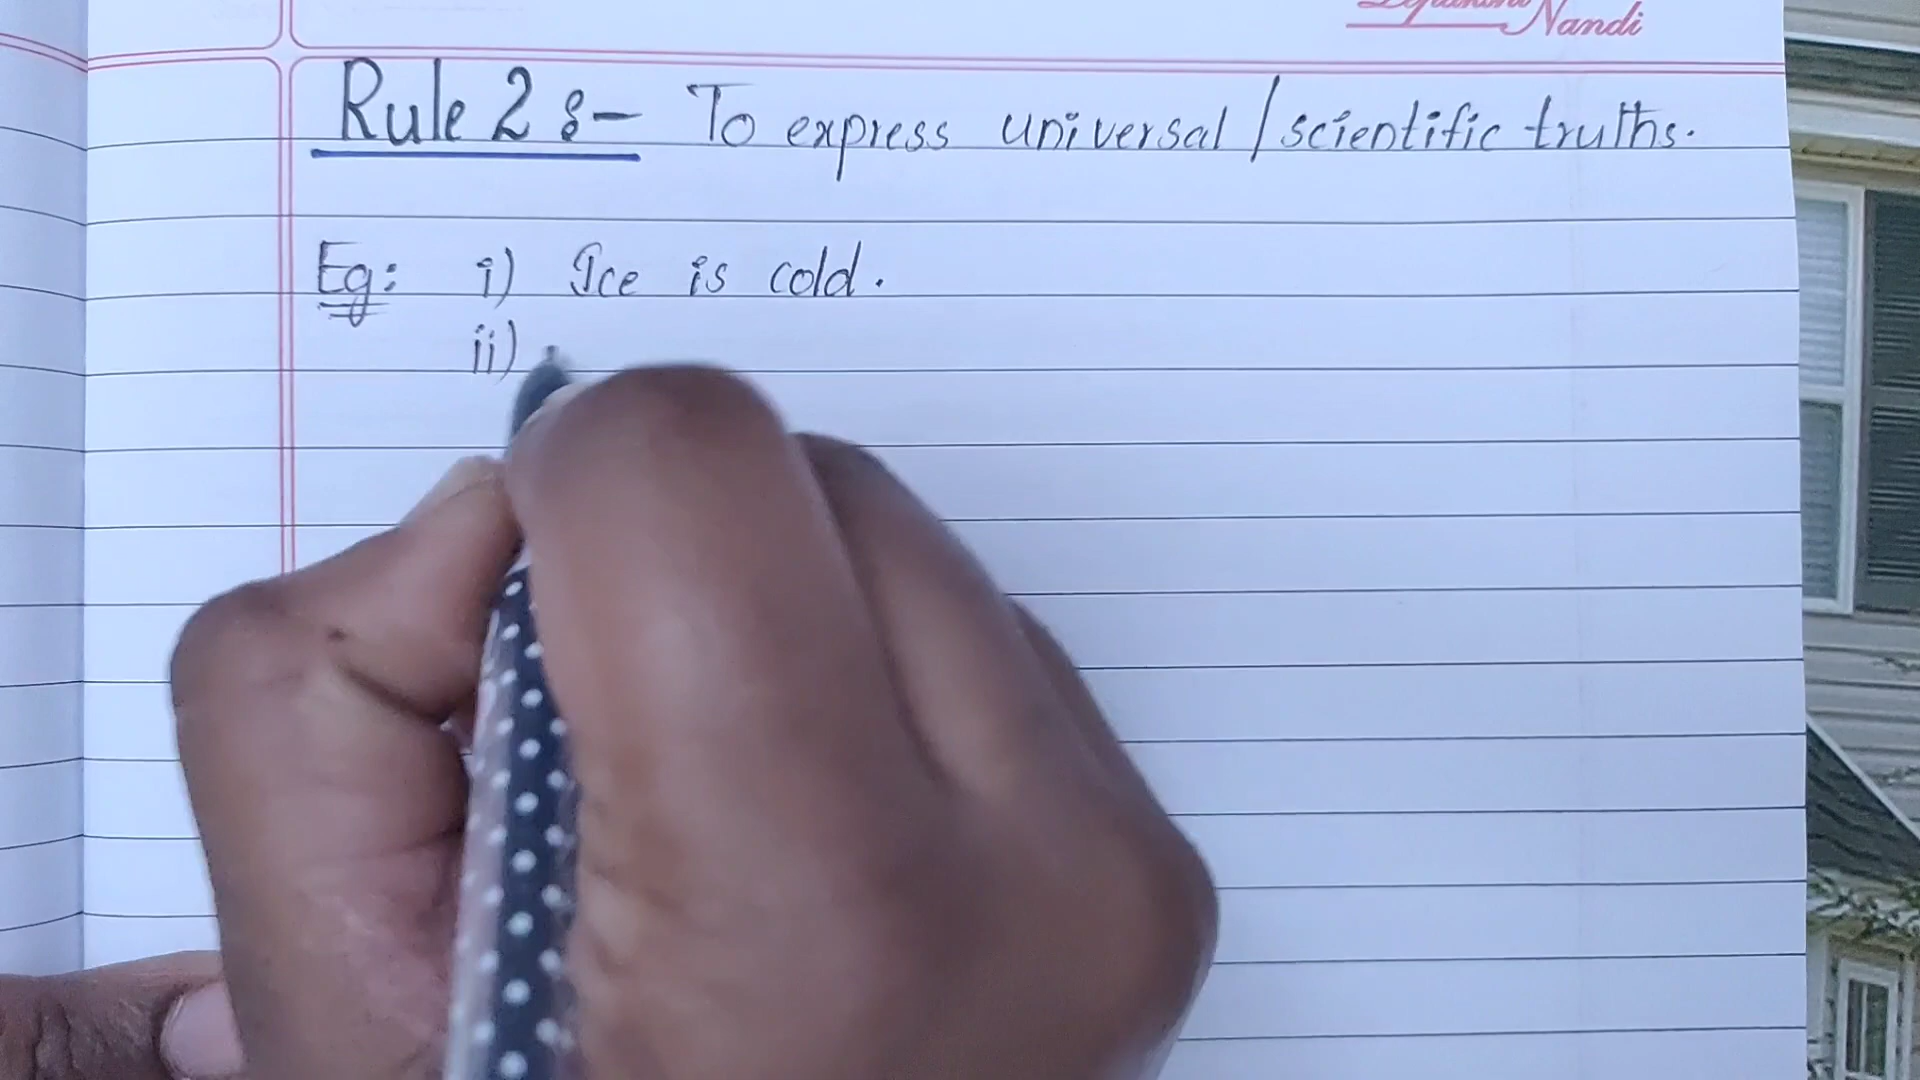 Nandi
Rule 2 :- To express universal / scientific truths.
Eg: i) Ice is cold.
ii)